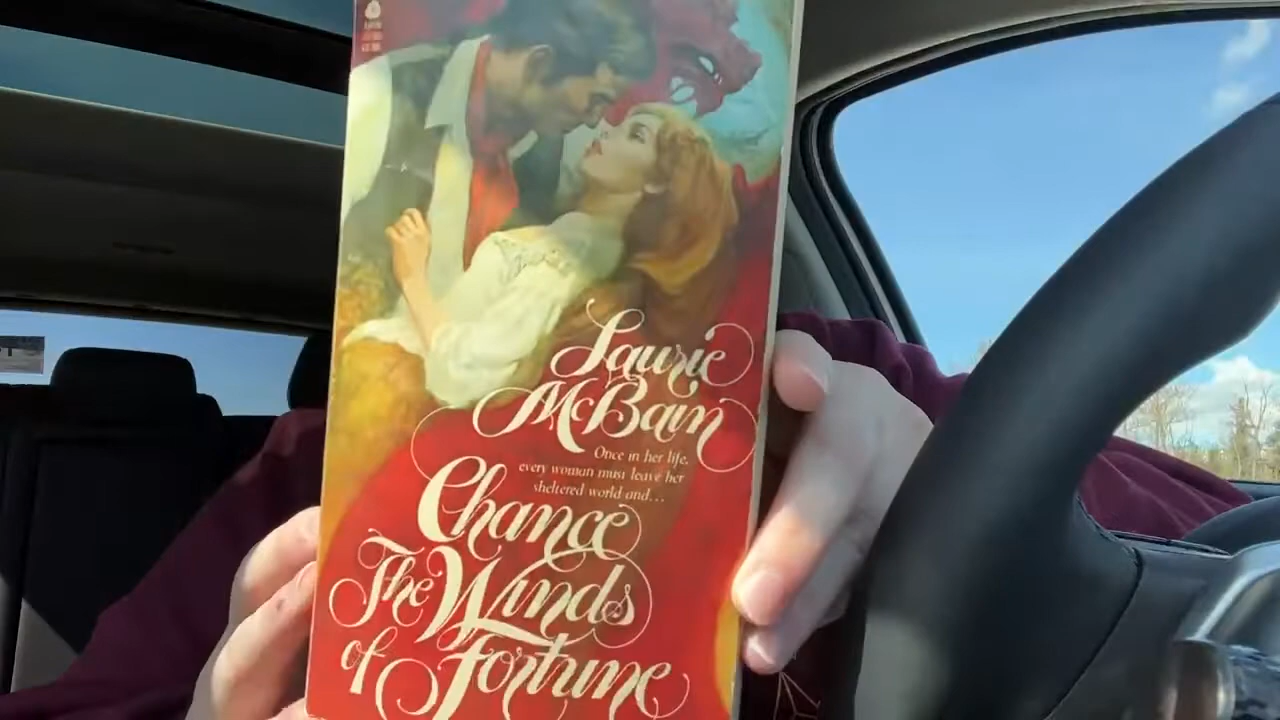 Laurie
McBain
Once in her life,
every woman must leave her
sheltered world and...
Chance
The Winds
of Fortune